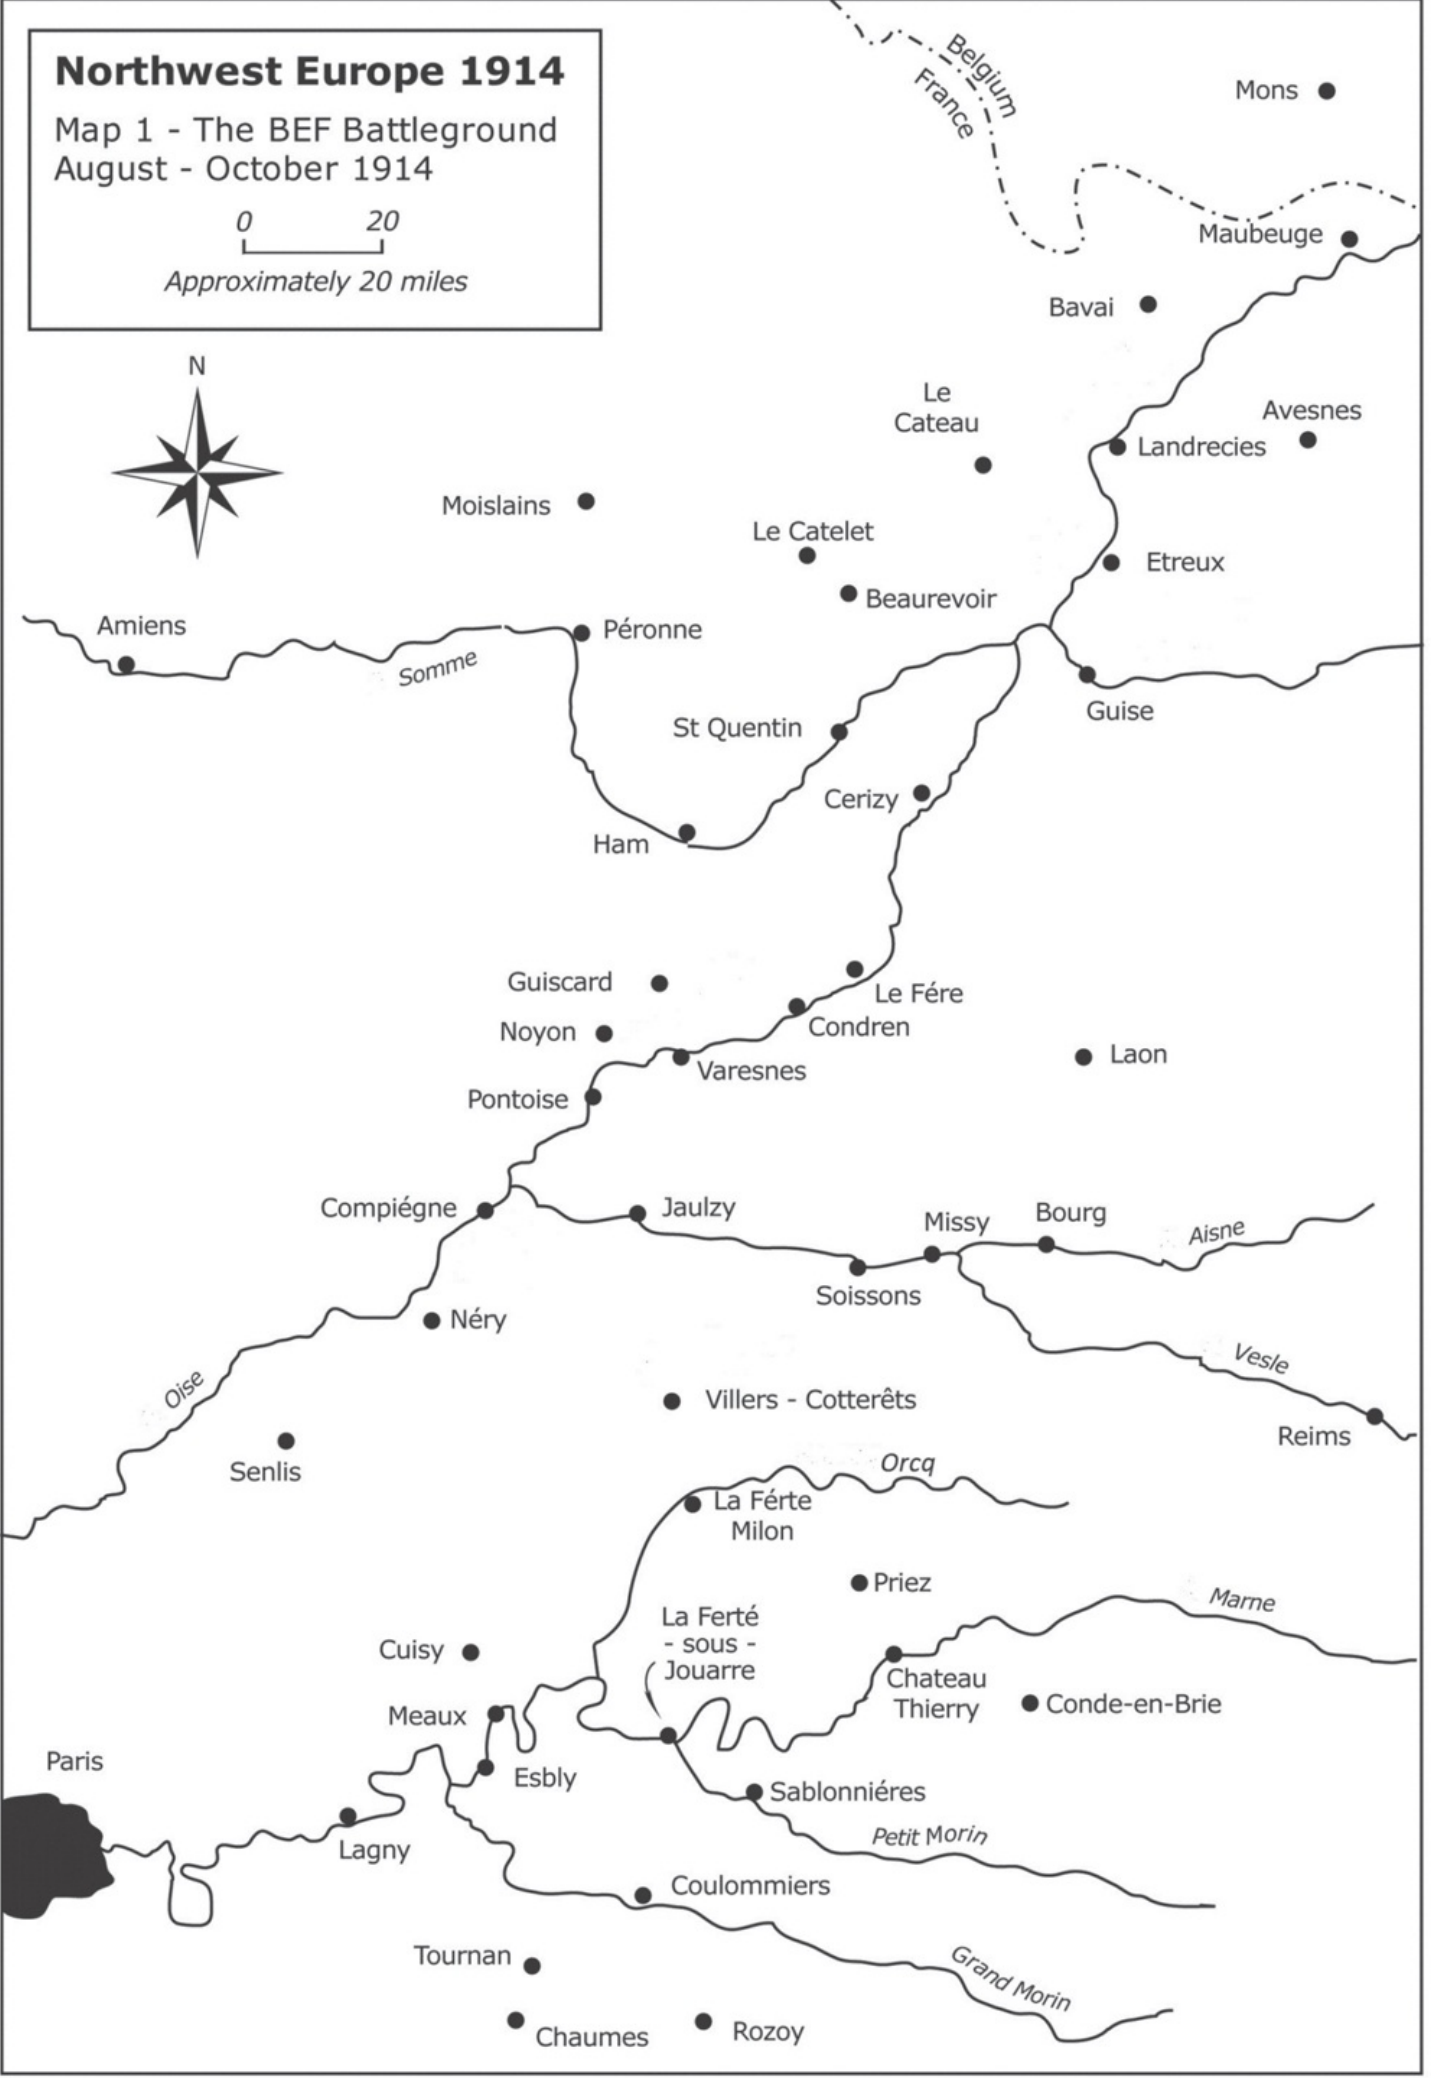 Northwest Europe 1914
Map 1 - The BEF Battleground
August - October 1914
0 20
Approximately 20 miles
N
Belgium
France
Mons
Maubeuge
Bavai
Le
Cateau
Avesnes
Landrecies
Moislains
Le Catelet
Etreux
Beaurevoir
Amiens
Péronne
Somme
Guise
St Quentin
Cerizy
Ham
Guiscard
Le Fére
Noyon
Condren
Laon
Varesnes
Pontoise
Compiégne
Jaulzy
Missy
Bourg
Aisne
Soissons
Néry
Vesle
Oise
Villers - Cotterêts
Reims
Senlis
Orcq
La Férte
Milon
Priez
Marne
La Ferté
- sous -
Jouarre
Cuisy
Chateau
Thierry
Conde-en-Brie
Meaux
Paris
Esbly
Sablonniéres
Petit Morin
Lagny
Coulommiers
Tournan
Grand Morin
Chaumes
Rozoy